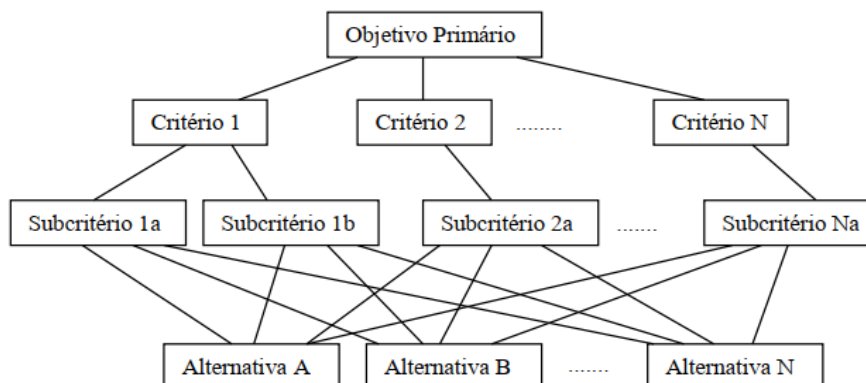 Objetivo Primário
Critério 1 Critério 2 ........ Critério N
Subcritério 1a Subcritério 1b Subcritério 2a ....... Subcritério Na
Alternativa A Alternativa B ....... Alternativa N